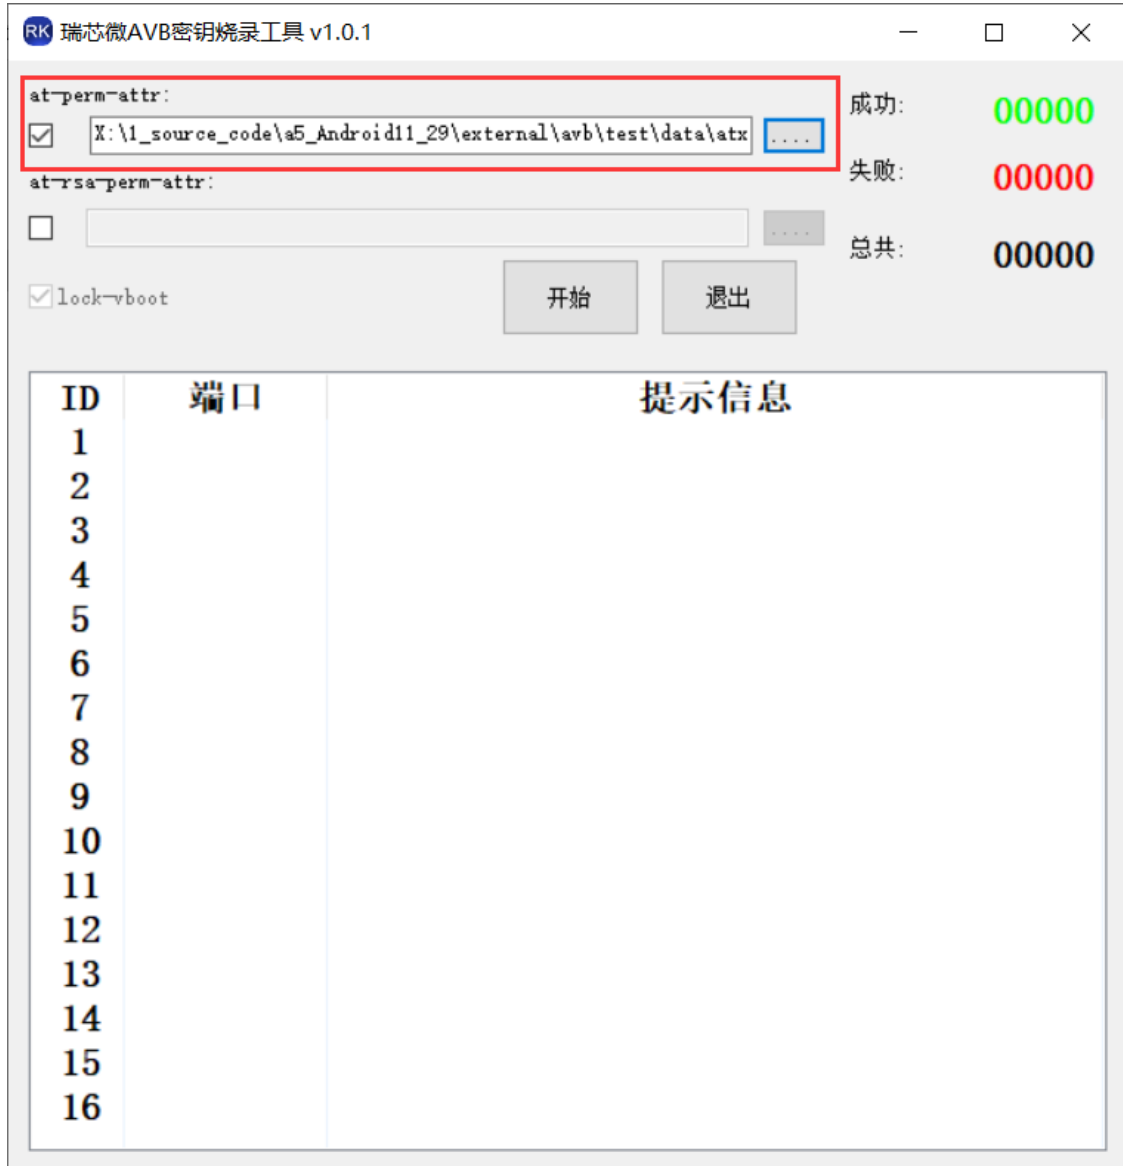 RK 瑞芯微AVB密钥烧录工具 v1.0.1
at-perm-attr:
X:\1_source_code\a5_Android11_29\external\avb\test\data\atx
....
成功: 00000
at-rsa-perm-attr:
失败: 00000
....
总共: 00000
lock-vboot
开始
退出
ID 端口 提示信息
1
2
3
4
5
6
7
8
9
10
11
12
13
14
15
16